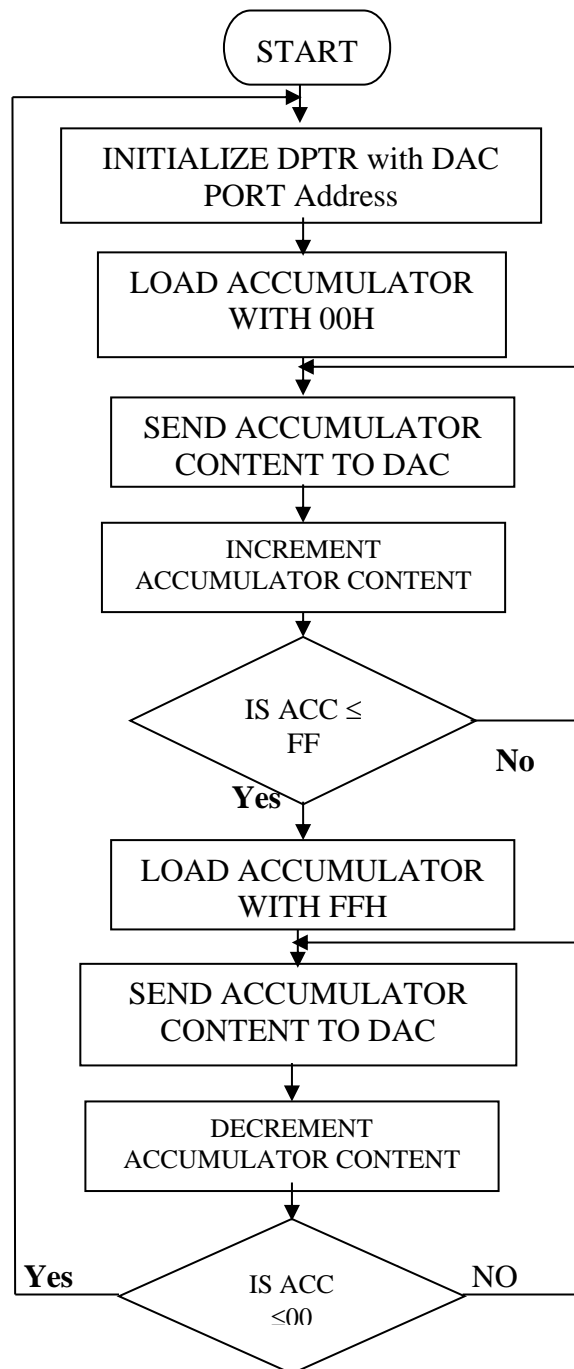 START
INITIALIZE DPTR with DAC
PORT Address
LOAD ACCUMULATOR
WITH 00H
SEND ACCUMULATOR
CONTENT TO DAC
INCREMENT
ACCUMULATOR CONTENT
IS ACC ≤
FF
No
Yes
LOAD ACCUMULATOR
WITH FFH
SEND ACCUMULATOR
CONTENT TO DAC
DECREMENT
ACCUMULATOR CONTENT
Yes
IS ACC
≤00
NO